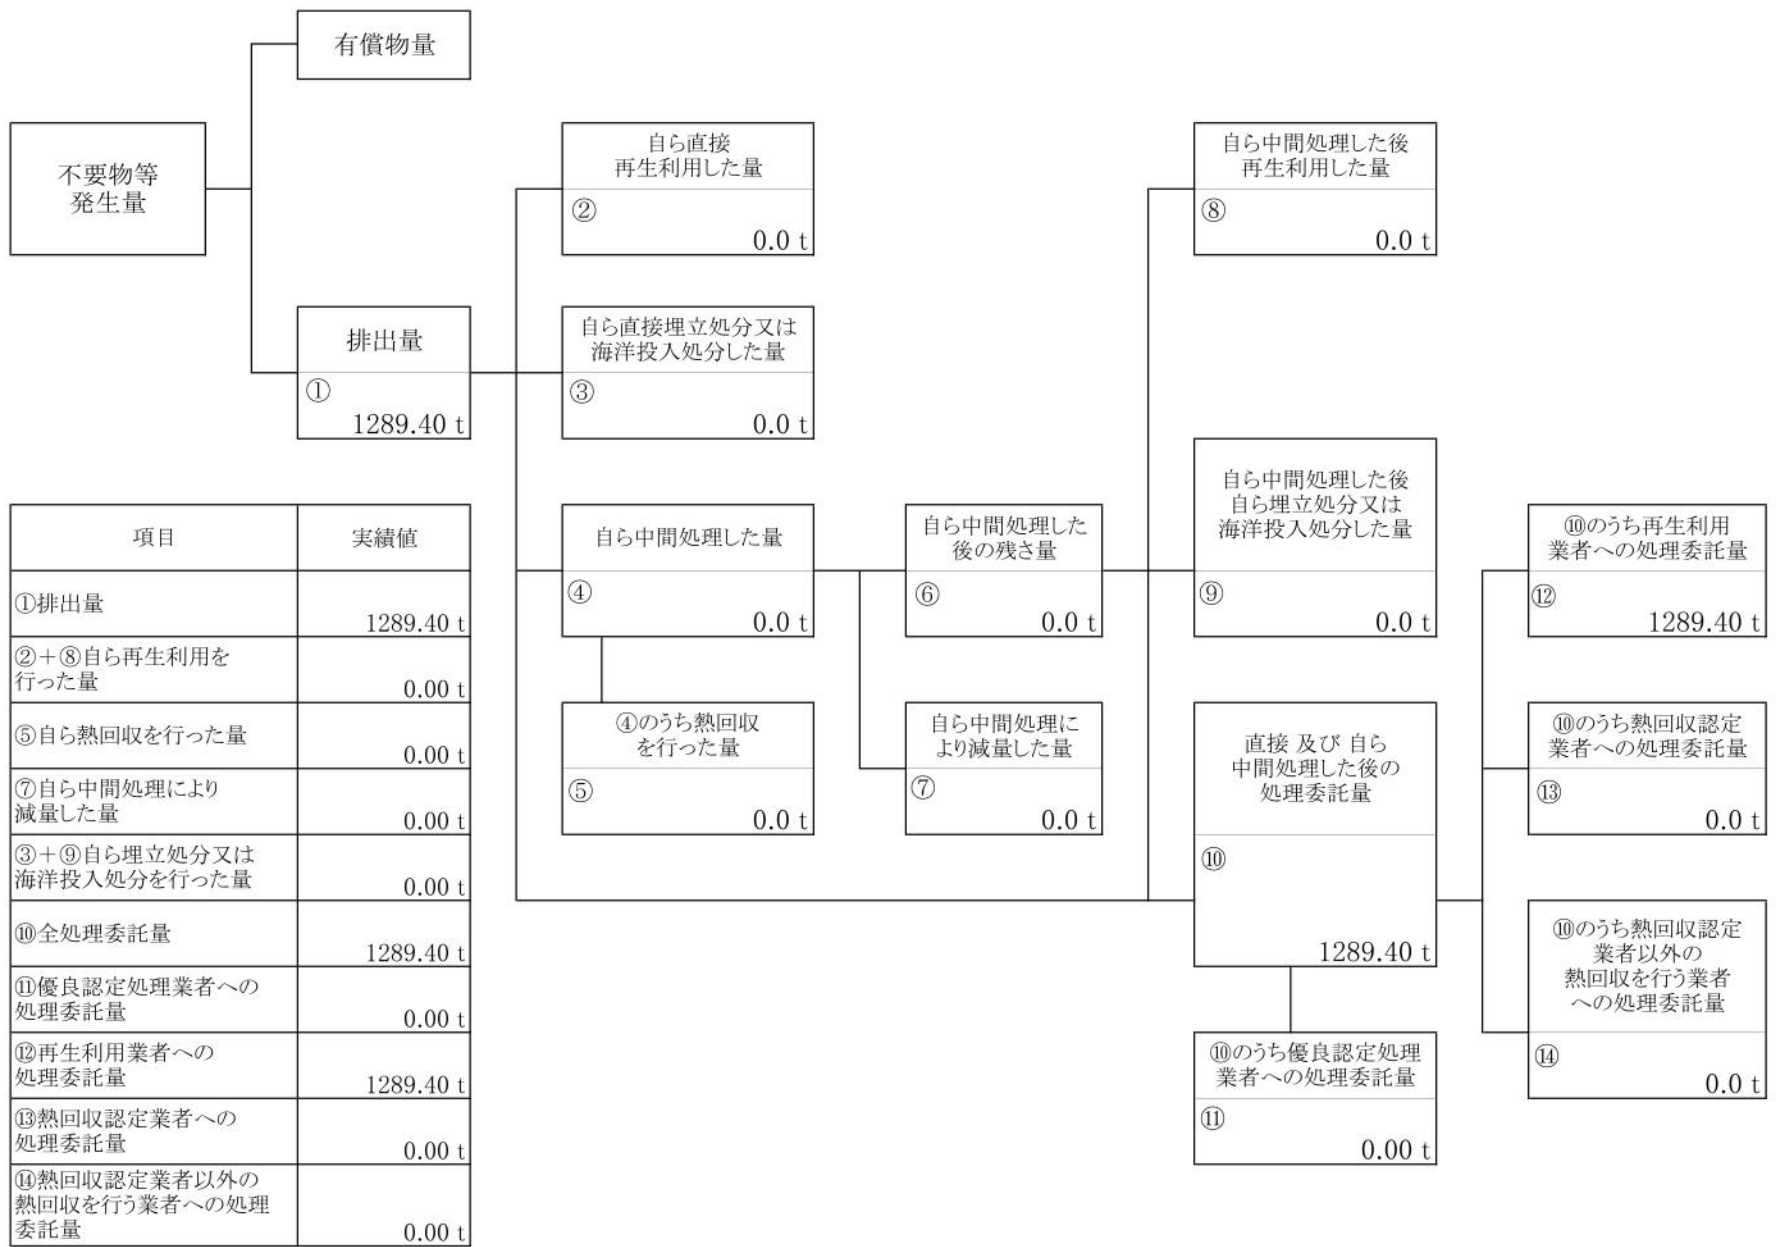 有償物量
不要物等
発生量
排出量
①
1289.40 t
自ら直接
再生利用した量
②
0.0 t
自ら直接埋立処分又は
海洋投入処分した量
③
0.0 t
自ら中間処理した量
④
0.0 t
④のうち熱回収
を行った量
⑤
0.0 t
自ら中間処理した
後の残さ量
⑥
0.0 t
自ら中間処理に
より減量した量
⑦
0.0 t
自ら中間処理した後
再生利用した量
⑧
0.0 t
自ら中間処理した後
自ら埋立処分又は
海洋投入処分した量
⑨
0.0 t
直接 及び 自ら
中間処理した後の
処理委託量
⑩
1289.40 t
⑩のうち優良認定処理
業者への処理委託量
⑪
0.00 t
⑩のうち再生利用
業者への処理委託量
⑫
1289.40 t
⑩のうち熱回収認定
業者への処理委託量
⑬
0.0 t
⑩のうち熱回収認定
業者以外の
熱回収を行う業者
への処理委託量
⑭
0.0 t
項目 実績値
①排出量
1289.40 t
②+⑧自ら再生利用を
行った量
0.00 t
⑤自ら熱回収を行った量
0.00 t
⑦自ら中間処理により
減量した量
0.00 t
③+⑨自ら埋立処分又は
海洋投入処分を行った量
0.00 t
⑩全処理委託量
1289.40 t
⑪優良認定処理業者への
処理委託量
0.00 t
⑫再生利用業者への
処理委託量
1289.40 t
⑬熱回収認定業者への
処理委託量
0.00 t
⑭熱回収認定業者以外の
熱回収を行う業者への処理
委託量
0.00 t